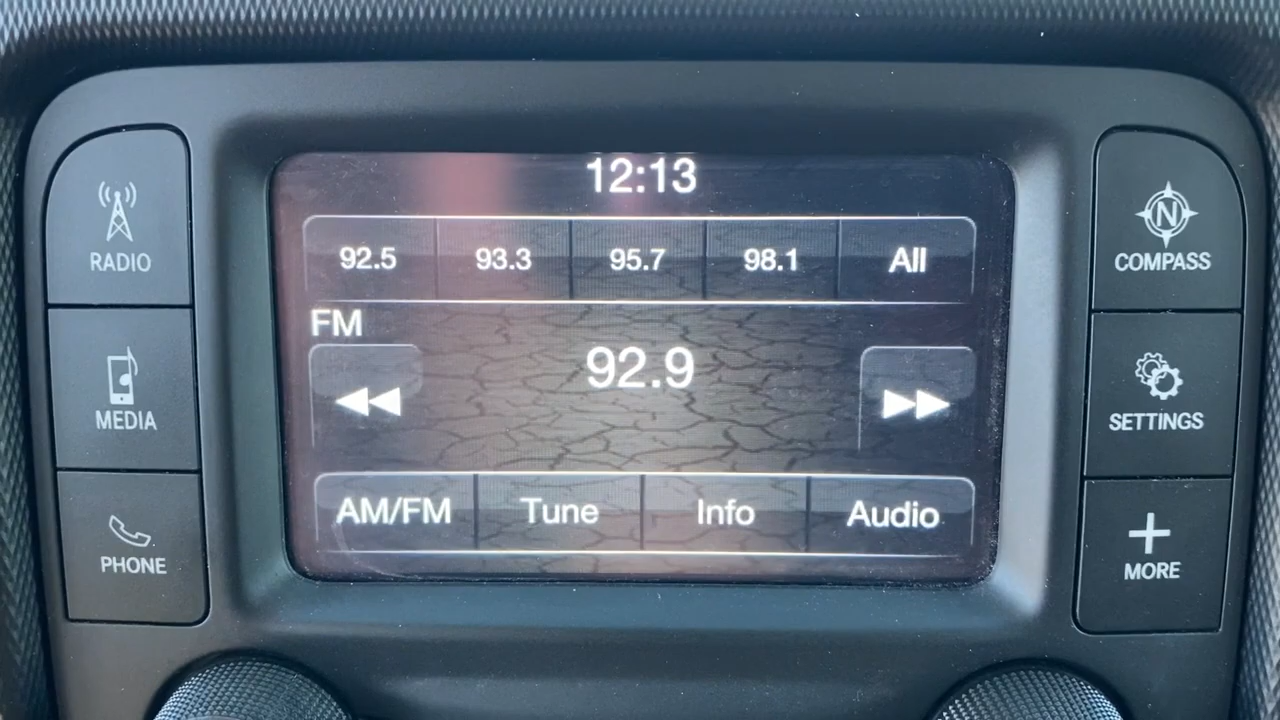 12:13
92.5 93.3 95.7 98.1 All
FM
92.9
AM/FM Tune Info Audio
RADIO
MEDIA
PHONE
N
COMPASS
SETTINGS
MORE